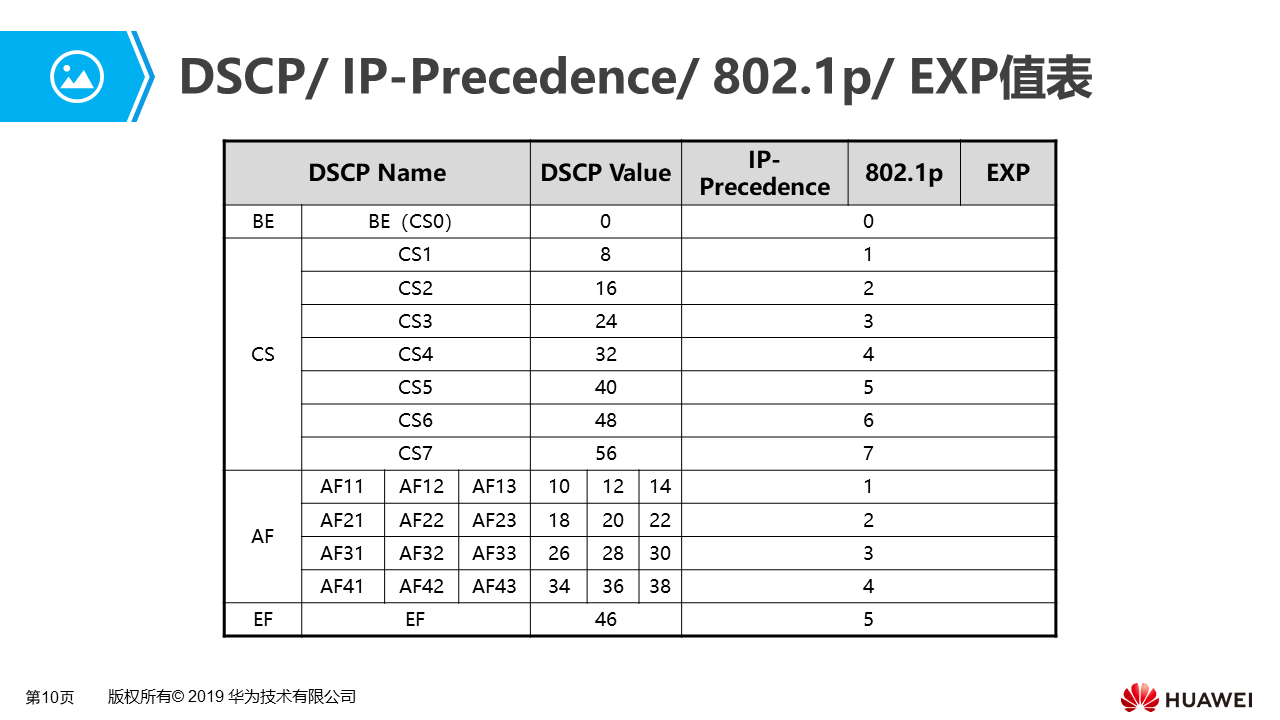 DSCP/ IP-Precedence/ 802.1p/ EXP值表
DSCP Name DSCP Value IP-Precedence 802.1p EXP
BE BE（CS0） 0 0
CS CS1 8 1
CS2 16 2
CS3 24 3
CS4 32 4
CS5 40 5
CS6 48 6
CS7 56 7
AF AF11 AF12 AF13 10 12 14 1
AF21 AF22 AF23 18 20 22 2
AF31 AF32 AF33 26 28 30 3
AF41 AF42 AF43 34 36 38 4
EF EF 46 5
第10页 版权所有© 2019 华为技术有限公司
HUAWEI